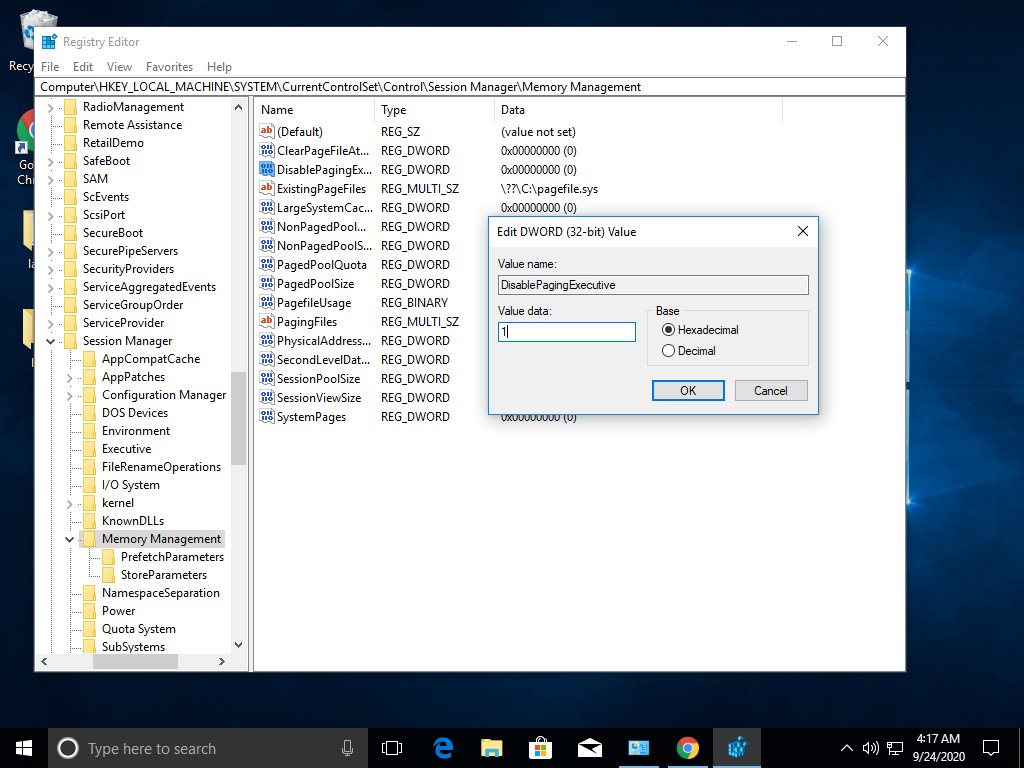 Recyc
Registry Editor
File Edit View Favorites Help
Computer\HKEY_LOCAL_MACHINE\SYSTEM\CurrentControlSet\Control\Session Manager\Memory Management
RadioManagement
Remote Assistance
RetailDemo
SafeBoot
SAM
ScEvents
ScsiPort
SecureBoot
SecurePipeServers
SecurityProviders
ServiceAggregatedEvents
ServiceGroupOrder
ServiceProvider
Session Manager
AppCompatCache
AppPatches
Configuration Manager
DOS Devices
Environment
Executive
FileRenameOperations
I/O System
kernel
KnownDLLs
Memory Management
PrefetchParameters
StoreParameters
NamespaceSeparation
Power
Quota System
SubSystems
Name Type Data
(Default) REG_SZ (value not set)
ClearPageFileAt... REG_DWORD 0x00000000 (0)
DisablePagingEx... REG_DWORD 0x00000000 (0)
ExistingPageFiles REG_MULTI_SZ \??\C:\pagefile.sys
LargeSystemCac... REG_DWORD 0x00000000 (0)
NonPagedPool... REG_DWORD
NonPagedPoolS... REG_DWORD
PagedPoolQuota REG_DWORD
PagedPoolSize REG_DWORD
PagefileUsage REG_BINARY
PagingFiles REG_MULTI_SZ
PhysicalAddress... REG_DWORD
SecondLevelDat... REG_DWORD
SessionPoolSize REG_DWORD
SessionViewSize REG_DWORD
SystemPages REG_DWORD 0x00000000 (0)
Edit DWORD (32-bit) Value
Value name:
DisablePagingExecutive
Value data:
1
Base
Hexadecimal
Decimal
OK Cancel
Go
Chr
Type here to search
4:17 AM
9/24/2020